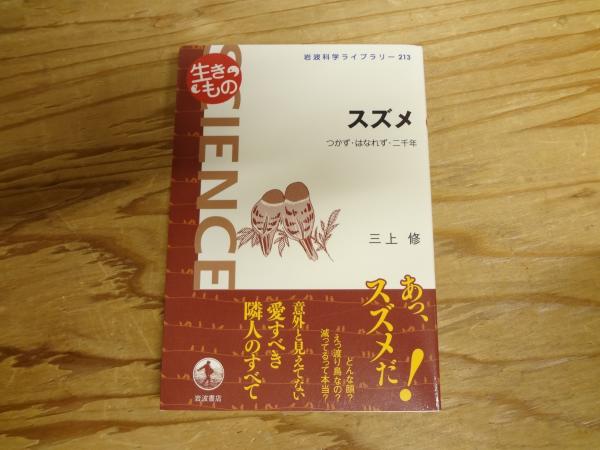 岩波科学ライブラリー 213
生き
もの
SCIENCE
スズメ
つかず・はなれず・二千年
三上 修
あっ、
スズメだ!
どんな顔?
えっ渡り鳥なの?
減ってるって本当?
意外と見えてない
愛すべき
隣人のすべて
岩波書店